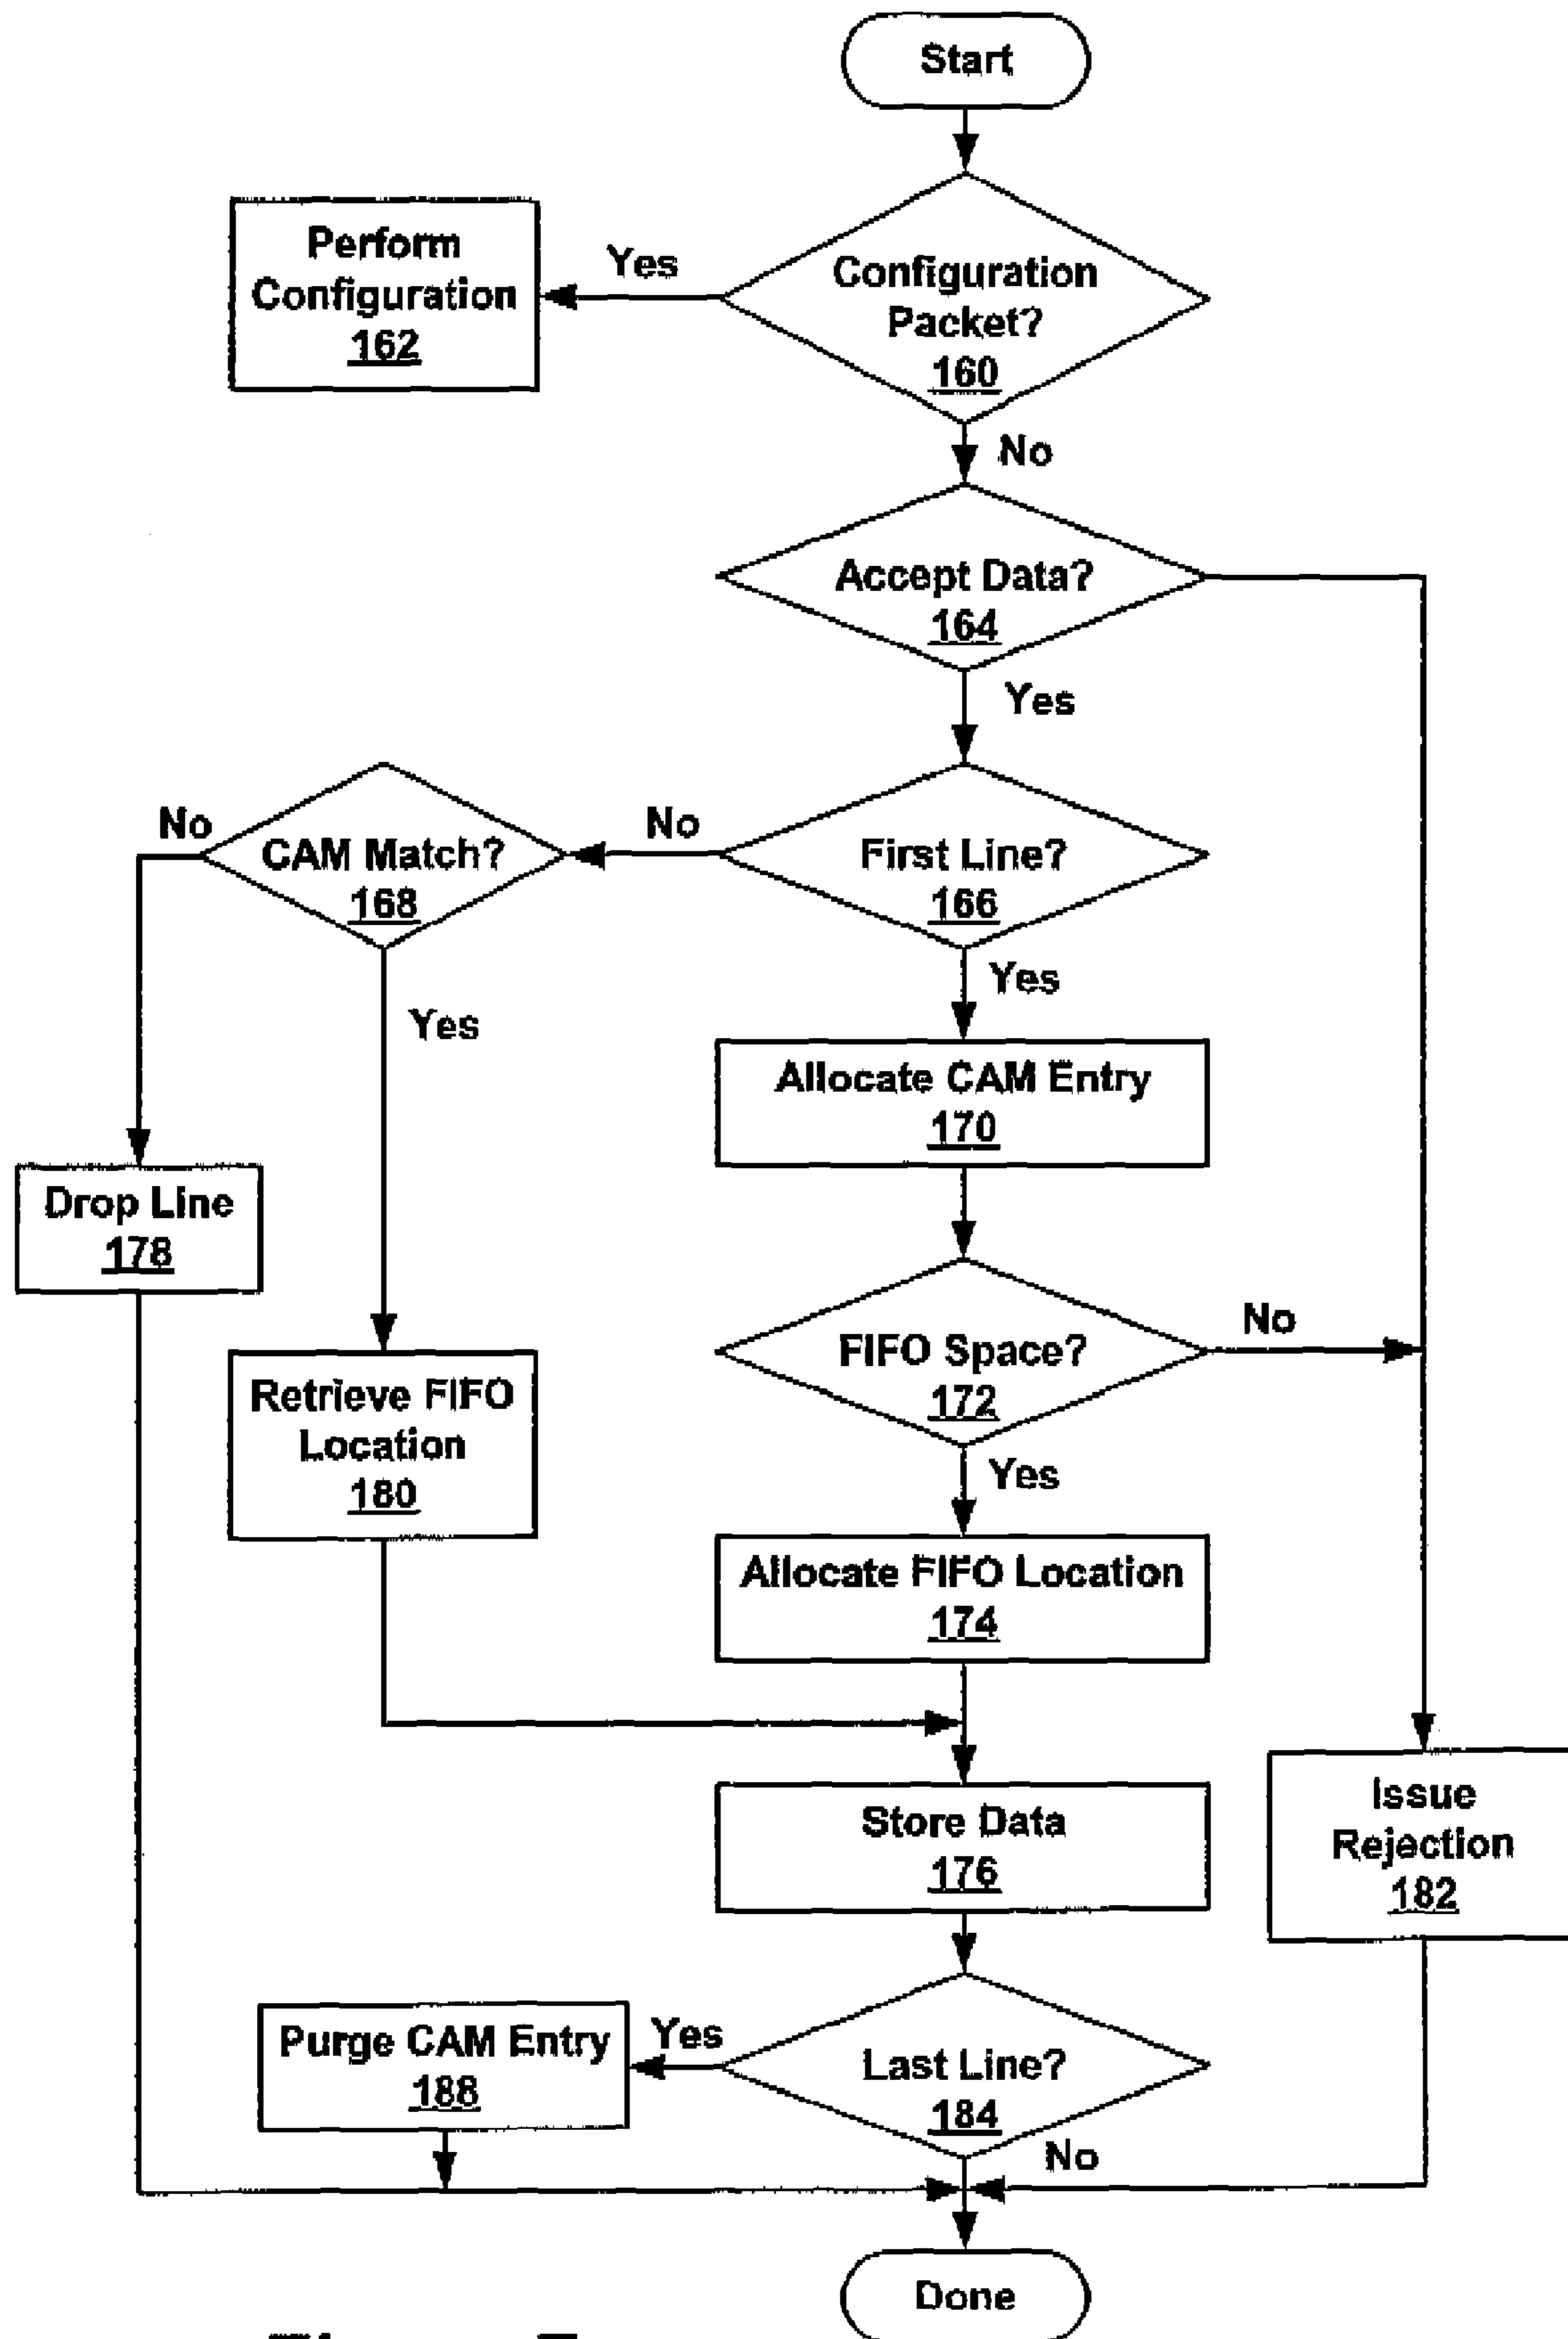 Start
Configuration
Packet?
160
Yes
Perform
Configuration
162
No
Accept Data?
164
Yes
First Line?
166
No
CAM Match?
168
No
Yes
Yes
Allocate CAM Entry
170
Drop Line
178
FIFO Space?
172
No
Retrieve FIFO
Location
180
Yes
Allocate FIFO Location
174
Store Data
176
Issue
Rejection
182
Last Line?
184
Yes
Purge CAM Entry
188
No
Done